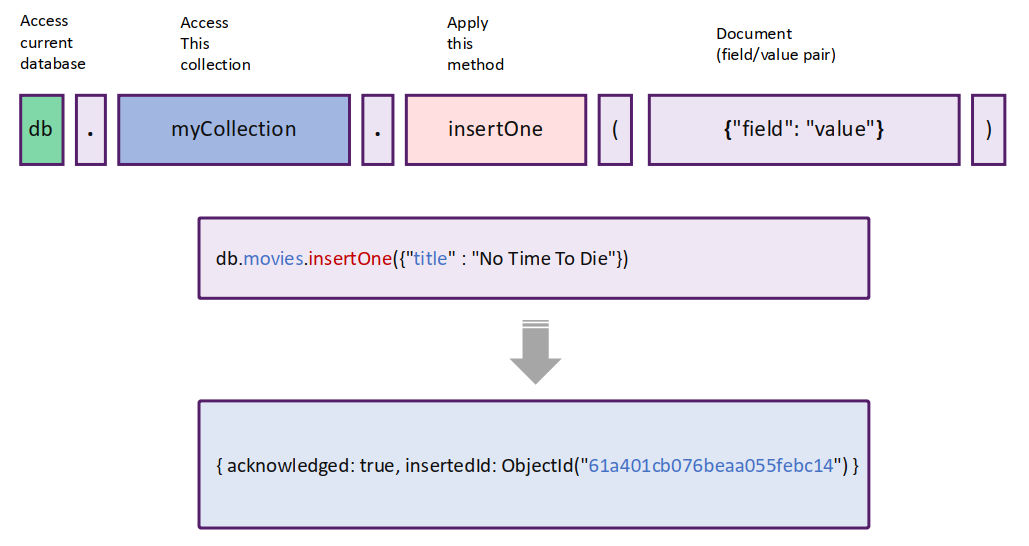 Access
current
database
Access
This
collection
Apply
this
method
Document
(field/value pair)
db . myCollection . insertOne ( {"field": "value"} )
db.movies.insertOne({"title" : "No Time To Die"})
{ acknowledged: true, insertedId: ObjectId("61a401cb076beaa055febc14") }